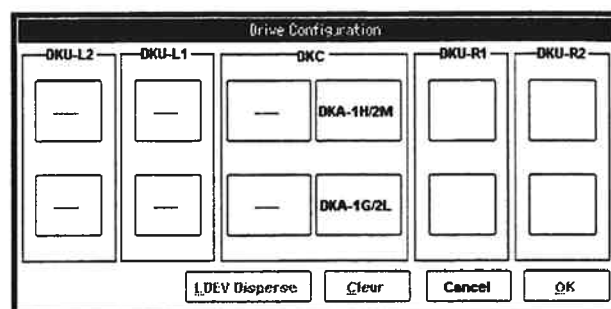 Drive Configuration
DKU-L2 DKU-L1 DKC DKU-R1 DKU-R2
— — — DKA-1H/2M
— — — DKA-1G/2L
LDEV Disperse Clear Cancel OK